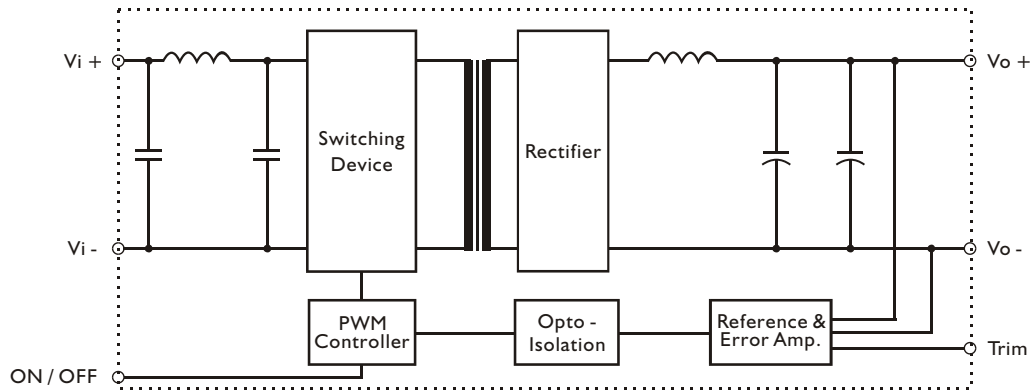 Vi +
Switching
Device
Rectifier
Vo +
Vi -
Vo -
PWM
Controller
Opto -
Isolation
Reference &
Error Amp.
Trim
ON / OFF